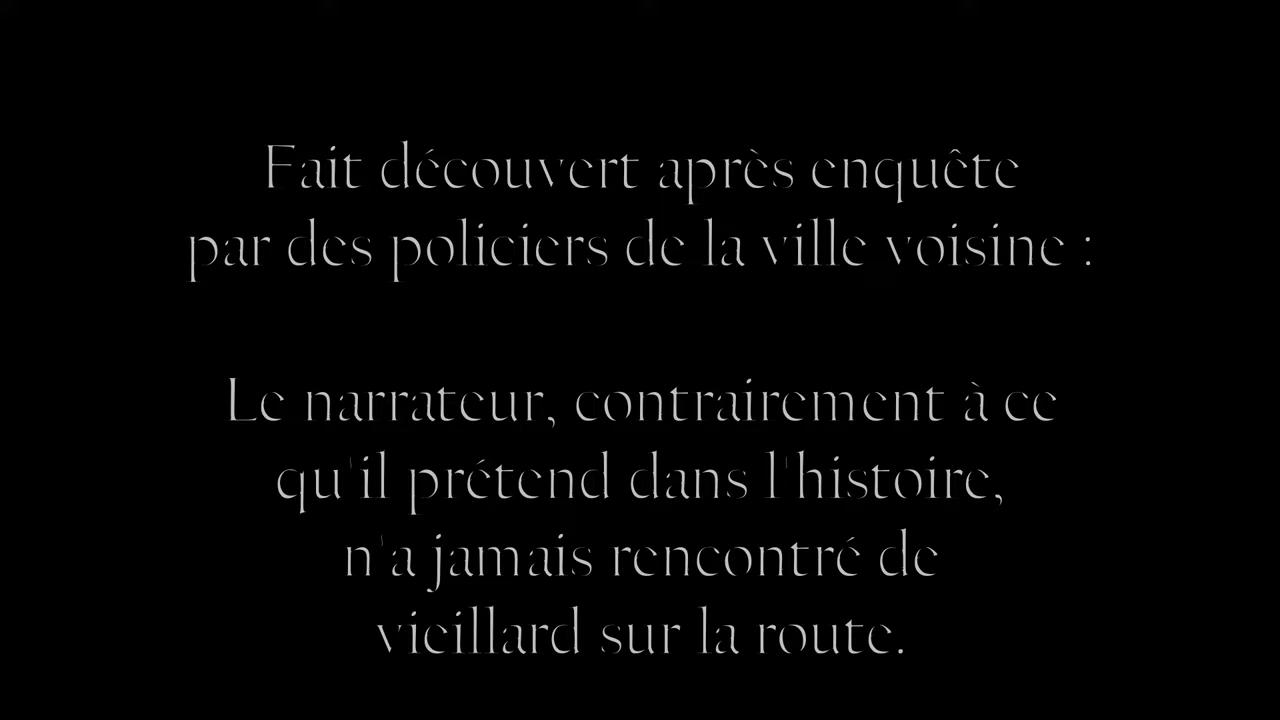 Fait découvert après enquête
par des policiers de la ville voisine :
Le narrateur, contrairement à ce
qu'il prétend dans l'histoire,
n'a jamais rencontré de
vieillard sur la route.